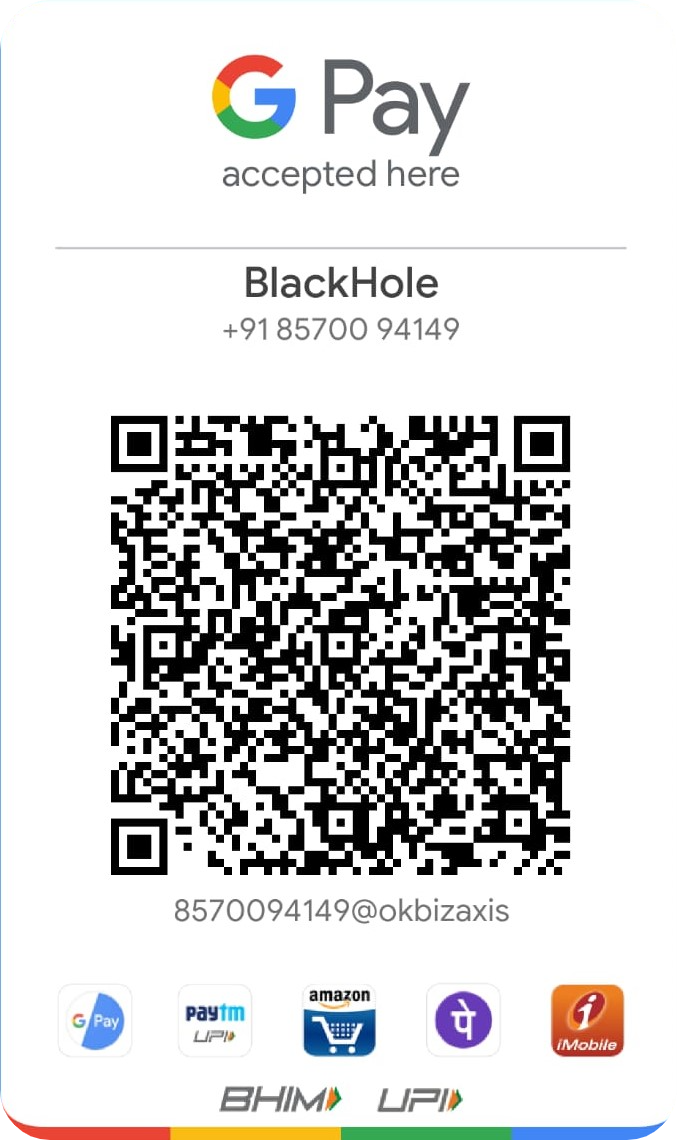 G Pay
accepted here
BlackHole
+91 85700 94149
8570094149@okbizaxis
G Pay
paytm
UPI
amazon
पे
i
iMobile
BHIM UPI